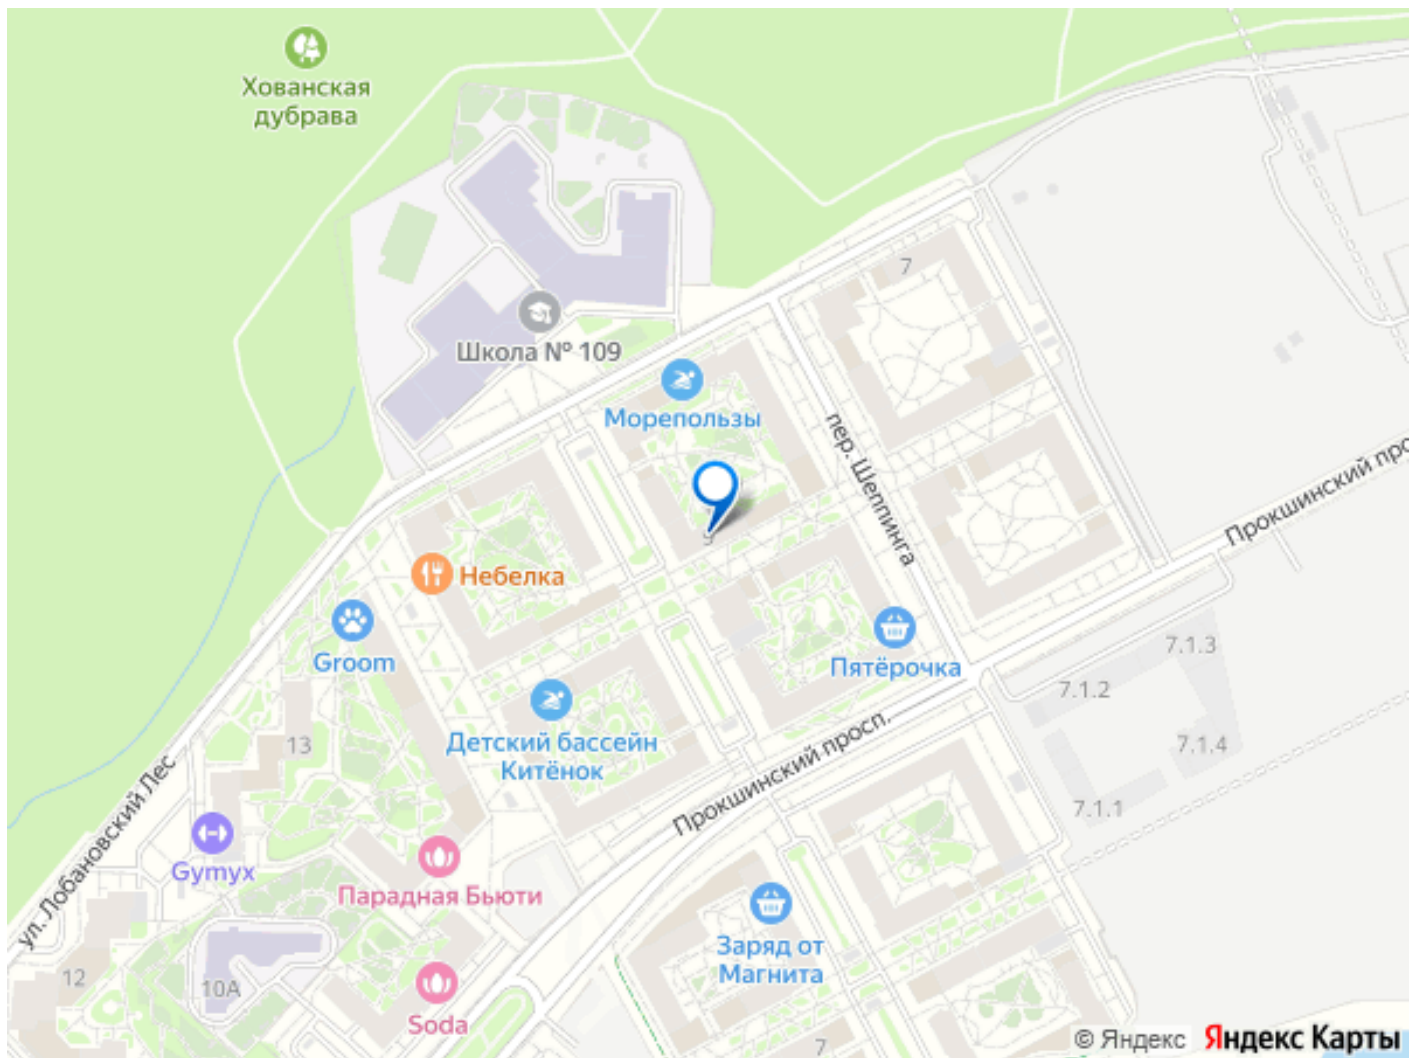 Хованская
дубрава
Школа № 109
7
Морепользы
пер. Шеппинга
Прокшинский про
9
Небелка
Groom
Пятёрочка
7.1.3
7.1.2
7.1.4
7.1.1
Детский бассейн
Китёнок
13
Прокшинский просп.
ул. Лобановский Лес
Gymyx
Парадная Бьюти
Заряд от
Магнита
12
10А
Soda
7
© Яндекс Яндекс Карты